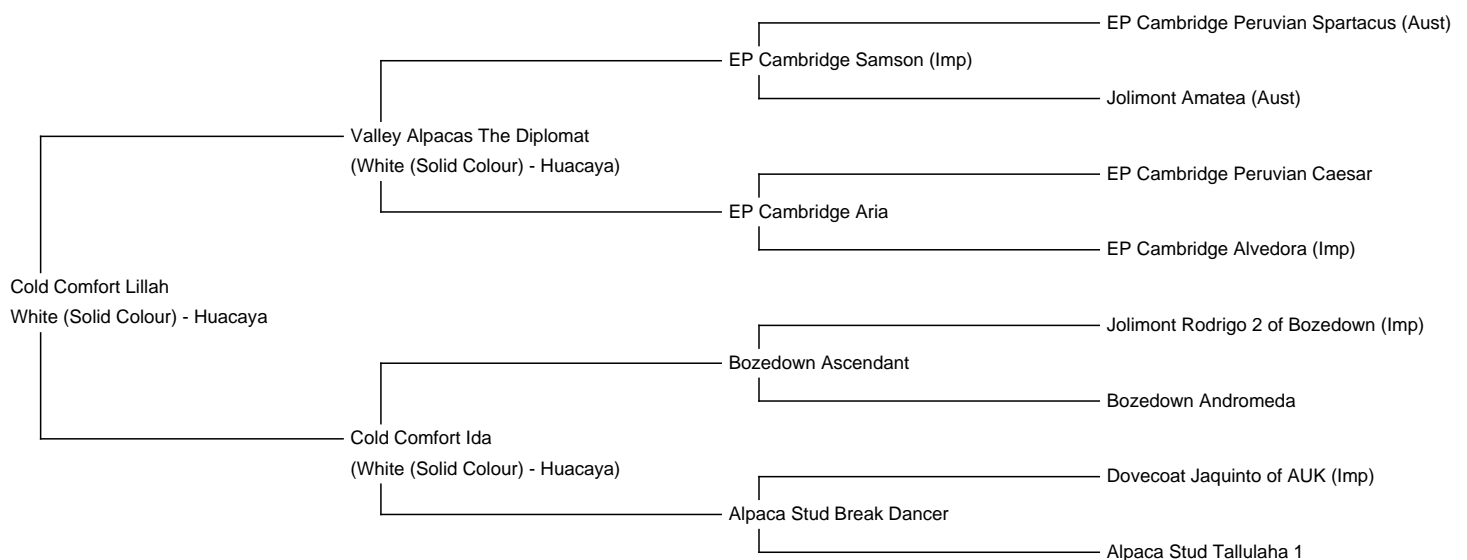 EP Cambridge Peruvian Spartacus (Aust)
EP Cambridge Samson (Imp)
Jolimont Amatea (Aust)
Valley Alpacas The Diplomat
(White (Solid Colour) - Huacaya)
EP Cambridge Peruvian Caesar
EP Cambridge Aria
EP Cambridge Alvedora (Imp)
Cold Comfort Lillah
White (Solid Colour) - Huacaya
Jolimont Rodrigo 2 of Bozedown (Imp)
Bozedown Ascendant
Bozedown Andromeda
Cold Comfort Ida
(White (Solid Colour) - Huacaya)
Dovecoat Jaquinto of AUK (Imp)
Alpaca Stud Break Dancer
Alpaca Stud Tallulaha 1